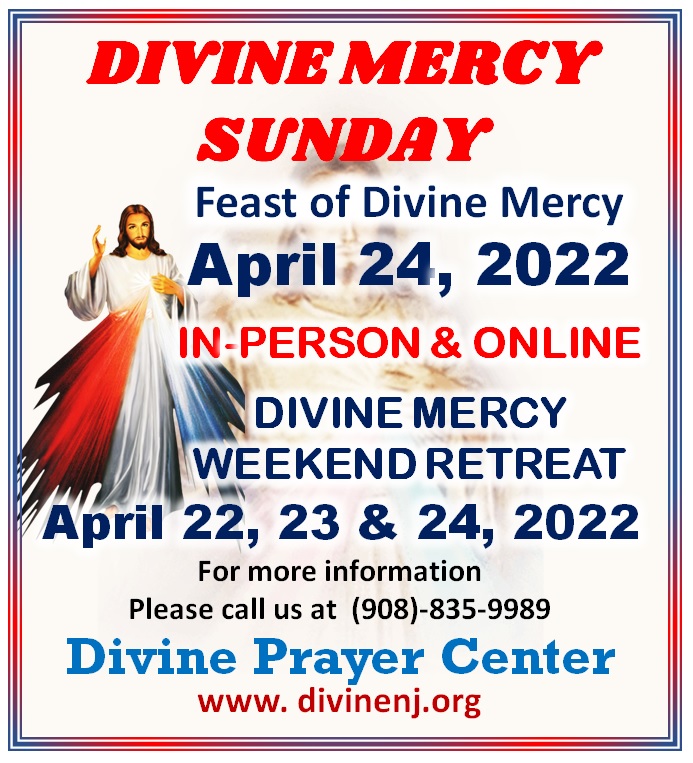 DIVINE MERCY
SUNDAY
Feast of Divine Mercy
April 24, 2022
IN-PERSON & ONLINE
DIVINE MERCY
WEEKEND RETREAT
April 22, 23 & 24, 2022
For more information
Please call us at (908)-835-9989
Divine Prayer Center
www. divinenj.org